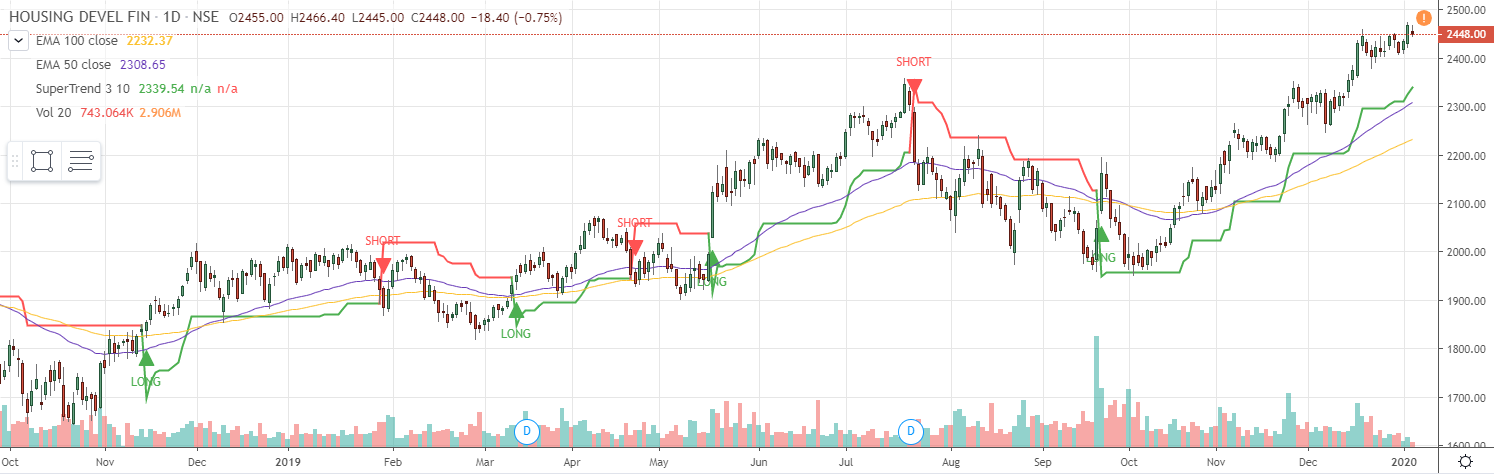 HOUSING DEVEL FIN · 1D · NSE O2455.00 H2466.40 L2445.00 C2448.00 −18.40 (−0.75%)
EMA 100 close 2232.37
EMA 50 close 2308.65
SuperTrend 3 10 2339.54 n/a n/a
Vol 20 743.064K 2.906M
2500.00
2448.00
2400.00
2300.00
2200.00
2100.00
2000.00
1900.00
1800.00
1700.00
1600.00
SHORT
SHORT
SHORT
LONG
LONG
LONG
LONG
D
D
Oct Nov Dec 2019 Feb Mar Apr May Jun Jul Aug Sep Oct Nov Dec 2020